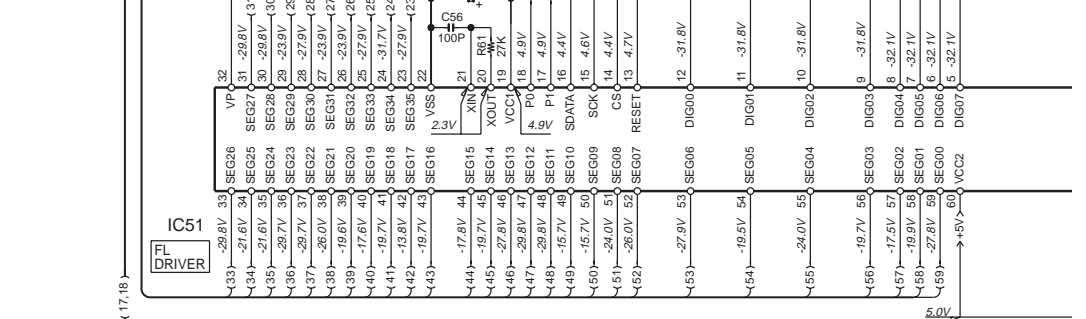 C56
100P
R61
27K
-29.8V -29.8V -23.9V -27.9V -23.9V -23.9V -27.9V -31.7V -27.9V 4.9V 4.9V 4.4V 4.6V 4.4V 4.7V -31.8V -31.8V -31.8V -31.8V -32.1V -32.1V -32.1V -32.1V
32 31 30 29 28 27 26 25 24 23 22 21 20 19 18 17 16 15 14 13 12 11 10 9 8 7 6 5
VP SEG27 SEG28 SEG29 SEG30 SEG31 SEG32 SEG33 SEG34 SEG35 VSS XIN XOUT VCC1 P0 P1 SDATA SCK CS RESET DIG00 DIG01 DIG02 DIG03 DIG04 DIG05 DIG06 DIG07
2.3V 4.9V
SEG26 SEG25 SEG24 SEG23 SEG22 SEG21 SEG20 SEG19 SEG18 SEG17 SEG16 SEG15 SEG14 SEG13 SEG12 SEG11 SEG10 SEG09 SEG08 SEG07 SEG06 SEG05 SEG04 SEG03 SEG02 SEG01 SEG00 VCC2
33 34 35 36 37 38 39 40 41 42 43 44 45 46 47 48 49 50 51 52 53 54 55 56 57 58 59 60
-29.8V -21.6V -21.6V -29.7V -29.7V -26.0V -19.6V -17.6V -19.7V -13.8V -19.7V -17.8V -19.7V -27.8V -29.8V -29.8V -15.7V -15.7V -24.0V -26.0V -27.9V -19.5V -24.0V -19.7V -17.5V -19.9V -27.8V +5V
IC51
FL
DRIVER
(33) (34) (35) (36) (37) (38) (39) (40) (41) (42) (43) (44) (45) (46) (47) (48) (49) (50) (51) (52) (53) (54) (55) (56) (57) (58) (59)
17,18
5.0V